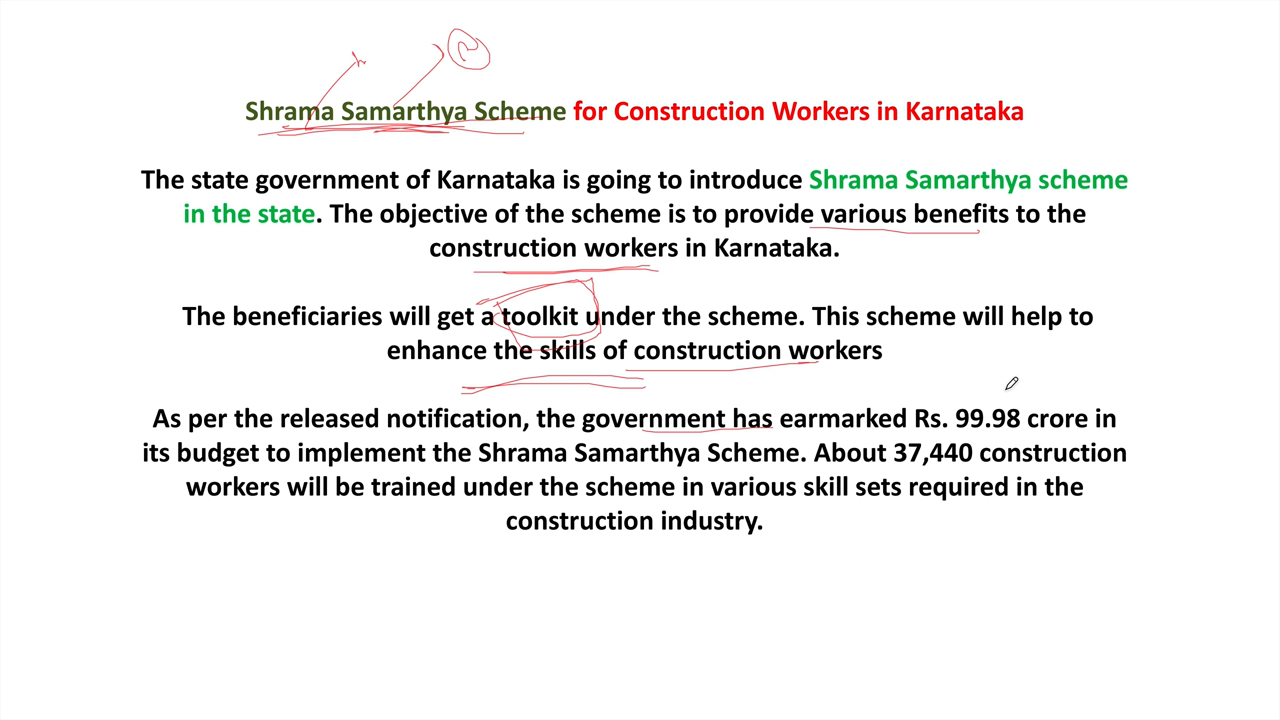 Shrama Samarthya Scheme for Construction Workers in Karnataka
The state government of Karnataka is going to introduce Shrama Samarthya scheme
in the state. The objective of the scheme is to provide various benefits to the
construction workers in Karnataka.
The beneficiaries will get a toolkit under the scheme. This scheme will help to
enhance the skills of construction workers
As per the released notification, the government has earmarked Rs. 99.98 crore in
its budget to implement the Shrama Samarthya Scheme. About 37,440 construction
workers will be trained under the scheme in various skill sets required in the
construction industry.